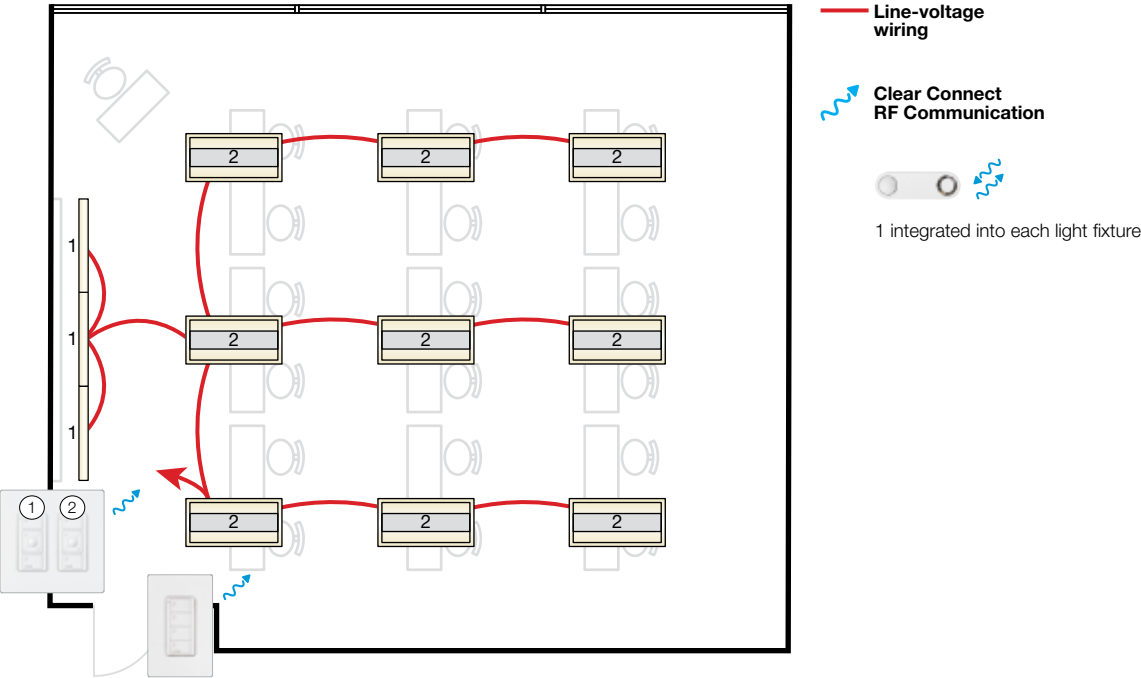 Line-voltage
wiring
Clear Connect
RF Communication
1 integrated into each light fixture
2 2 2
1
1 2 2 2
1
1 2
2 2 2